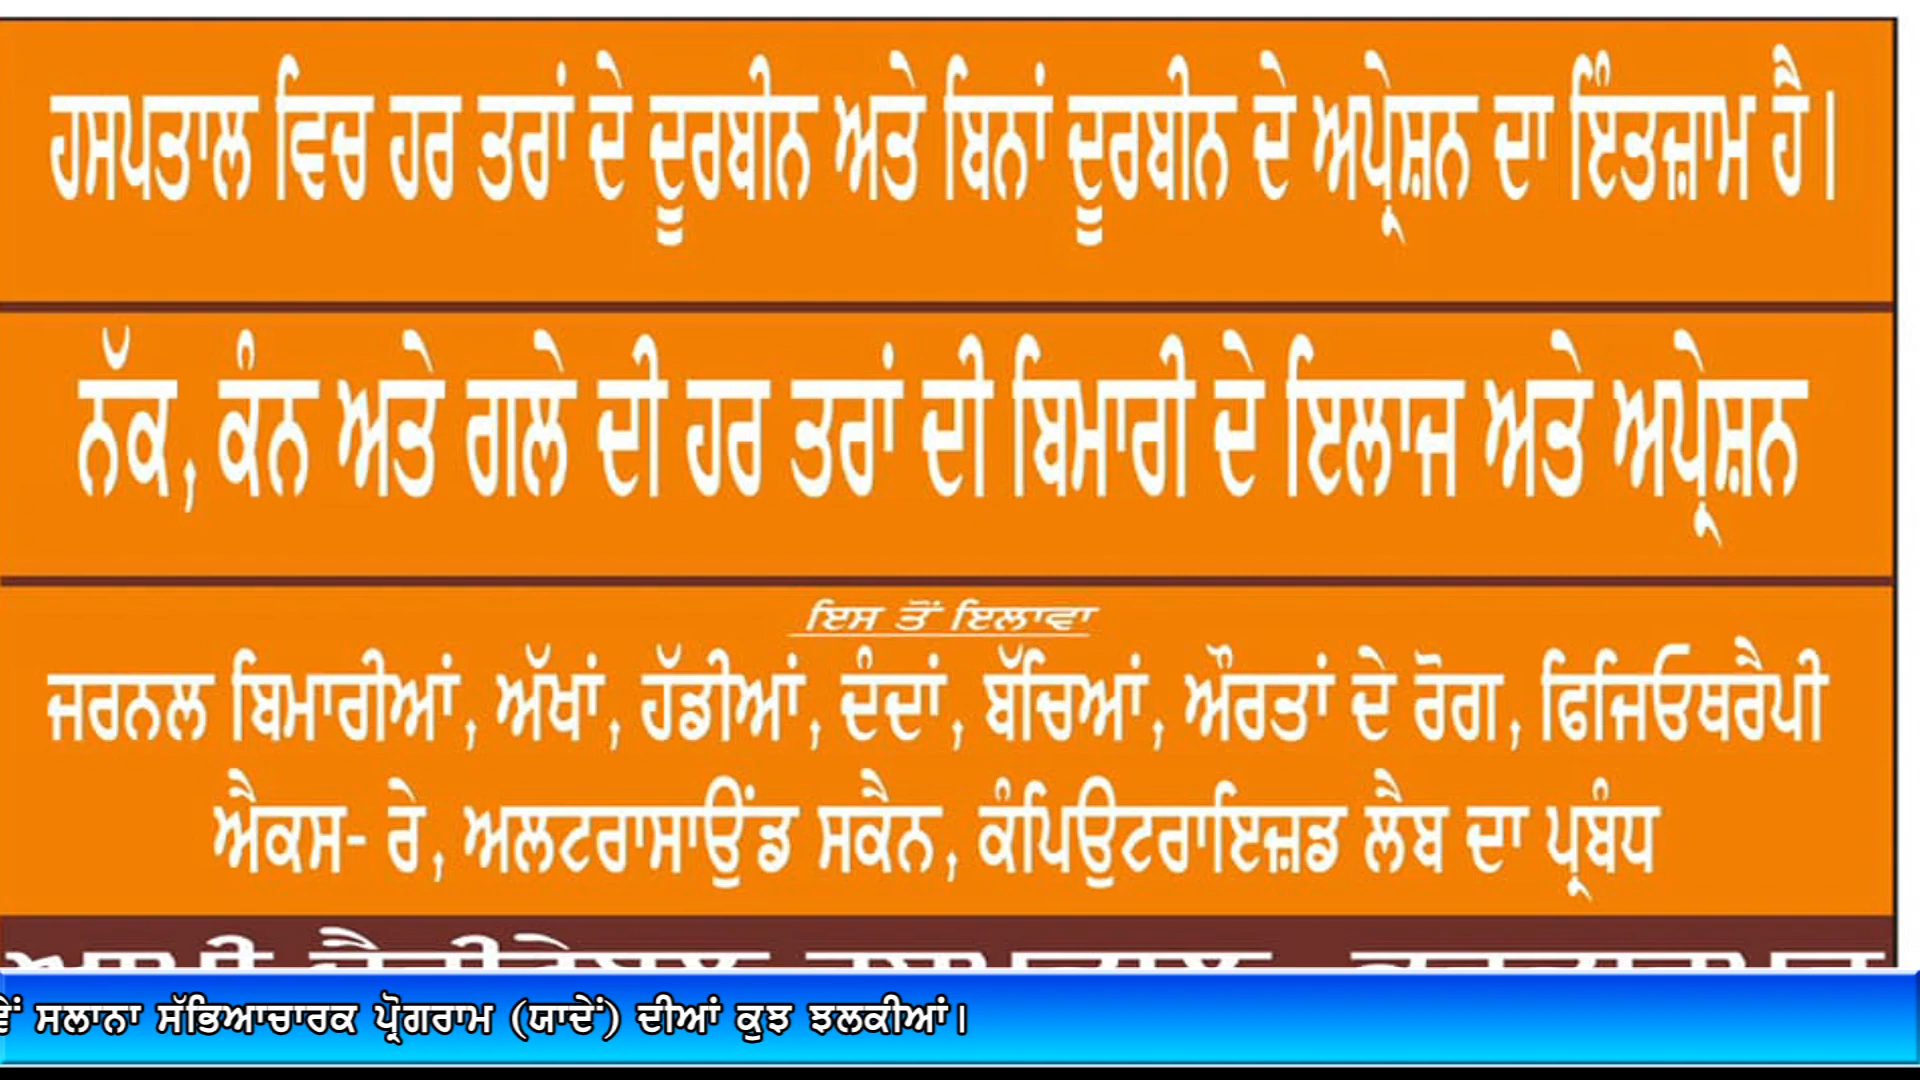 ਹਸਪਤਾਲ ਵਿਚ ਹਰ ਤਰਾਂ ਦੇ ਦੂਰਬੀਨ ਅਤੇ ਬਿਨਾਂ ਦੂਰਬੀਨ ਦੇ ਅਪ੍ਰੇਸ਼ਨ ਦਾ ਇੰਤਜ਼ਾਮ ਹੈ।
ਨੱਕ, ਕੰਨ ਅਤੇ ਗਲੇ ਦੀ ਹਰ ਤਰਾਂ ਦੀ ਬਿਮਾਰੀ ਦੇ ਇਲਾਜ ਅਤੇ ਅਪ੍ਰੇਸ਼ਨ
ਇਸ ਤੋਂ ਇਲਾਵਾ
ਜਰਨਲ ਬਿਮਾਰੀਆਂ, ਅੱਖਾਂ, ਹੱਡੀਆਂ, ਦੰਦਾਂ, ਬੱਚਿਆਂ, ਔਰਤਾਂ ਦੇ ਰੋਗ, ਫਿਜਿਓਥਰੈਪੀ
ਐਕਸ- ਰੇ, ਅਲਟਰਾਸਾਊਂਡ ਸਕੈਨ, ਕੰਪਿਊਟਰਾਇਜ਼ਡ ਲੈਬ ਦਾ ਪ੍ਰਬੰਧ
ਸਲਾਨਾ ਸੱਭਿਆਚਾਰਕ ਪ੍ਰੋਗਰਾਮ (ਯਾਦੇਂ) ਦੀਆਂ ਕੁਝ ਝਲਕੀਆਂ।